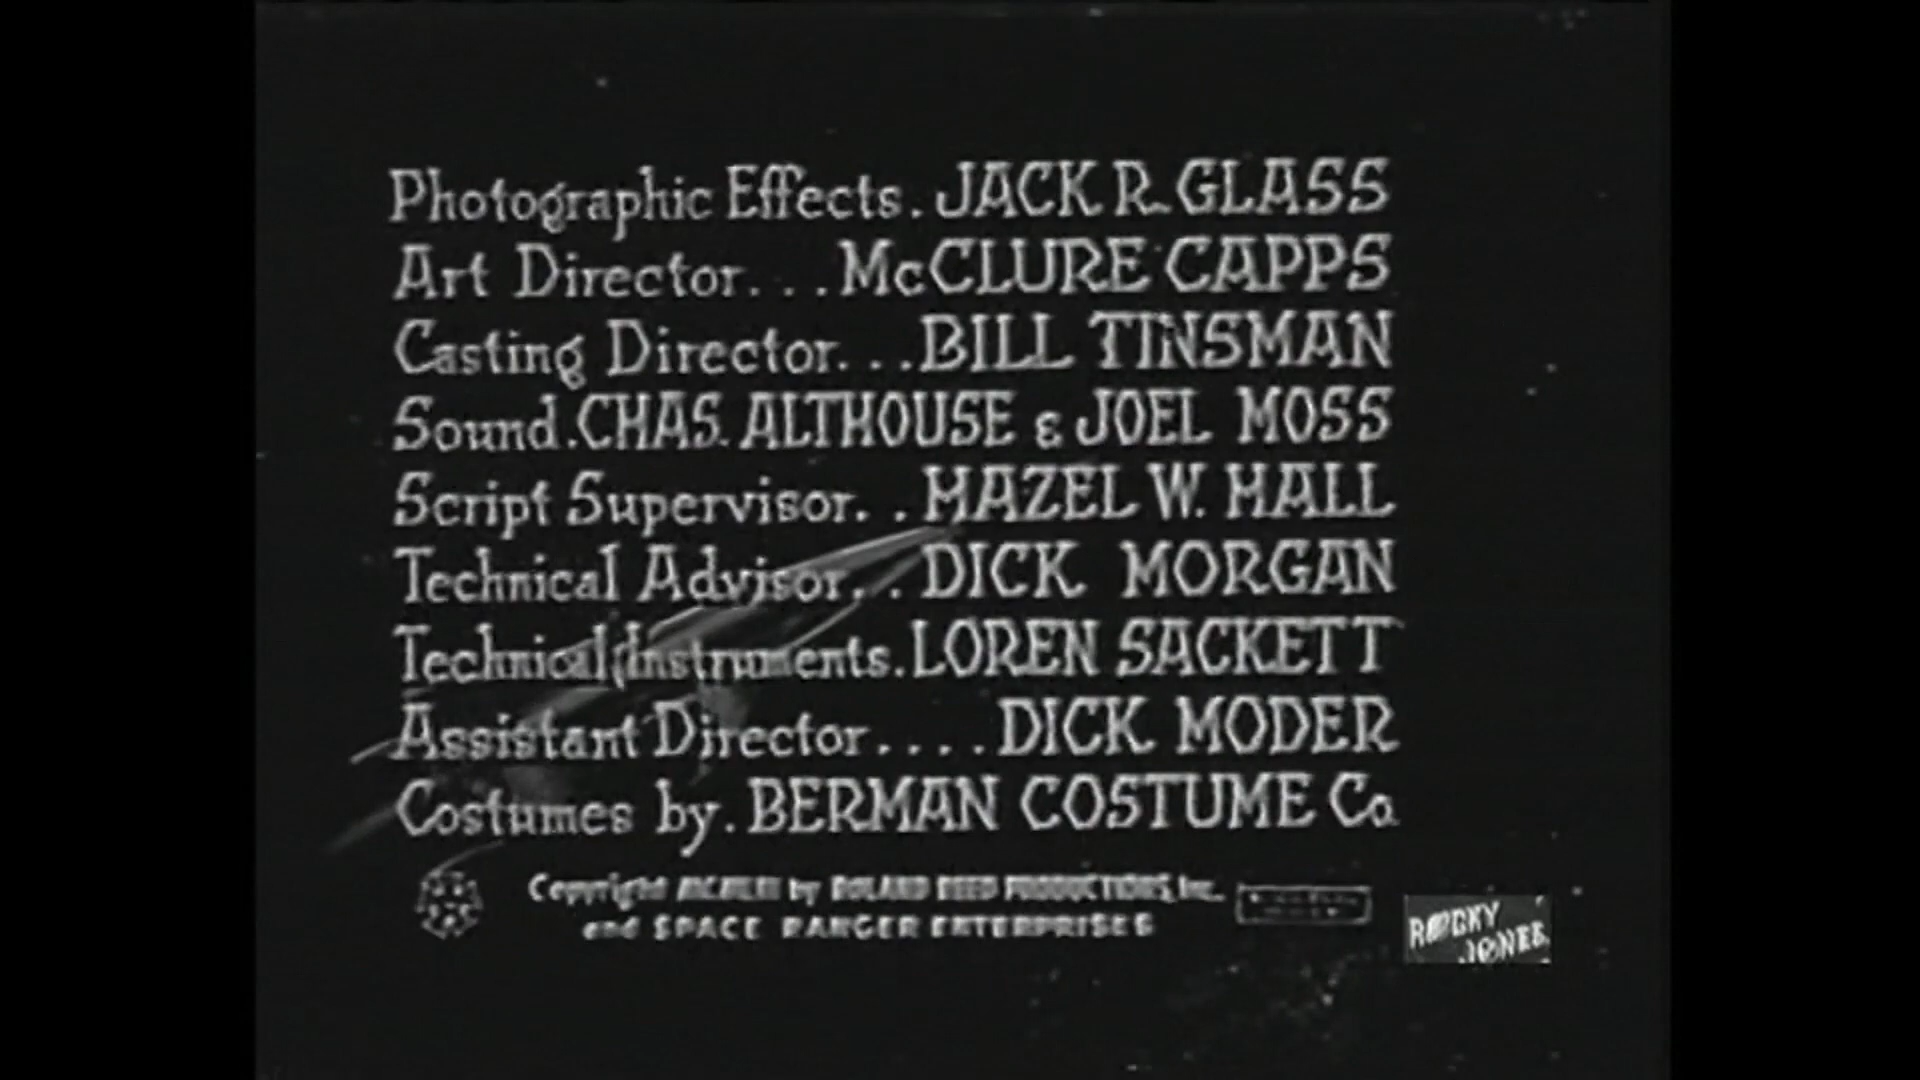 Photographic Effects. JACK R. GLASS
Art Director...McCLURE CAPPS
Casting Director...BILL TINSMAN
Sound.CHAS. ALTHOUSE & JOEL MOSS
Script Supervisor..HAZEL W. HALL
Technical Advisor..DICK MORGAN
Technical Instruments.LOREN SACKETT
Assistant Director....DICK MODER
Costumes by.BERMAN COSTUME Co.
Copyright by ROLAND REED PRODUCTIONS, Inc.
and SPACE RANGER ENTERPRISES
ROCKY
JONES